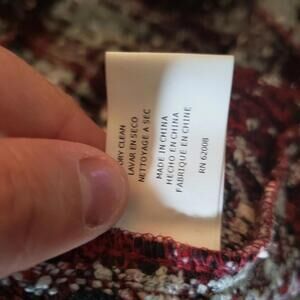 DRY CLEAN
LAVAR EN SECO
NETTOYAGE A SEC
MADE IN CHINA
HECHO EN CHINA
FABRIQUE EN CHINE
RN 62008